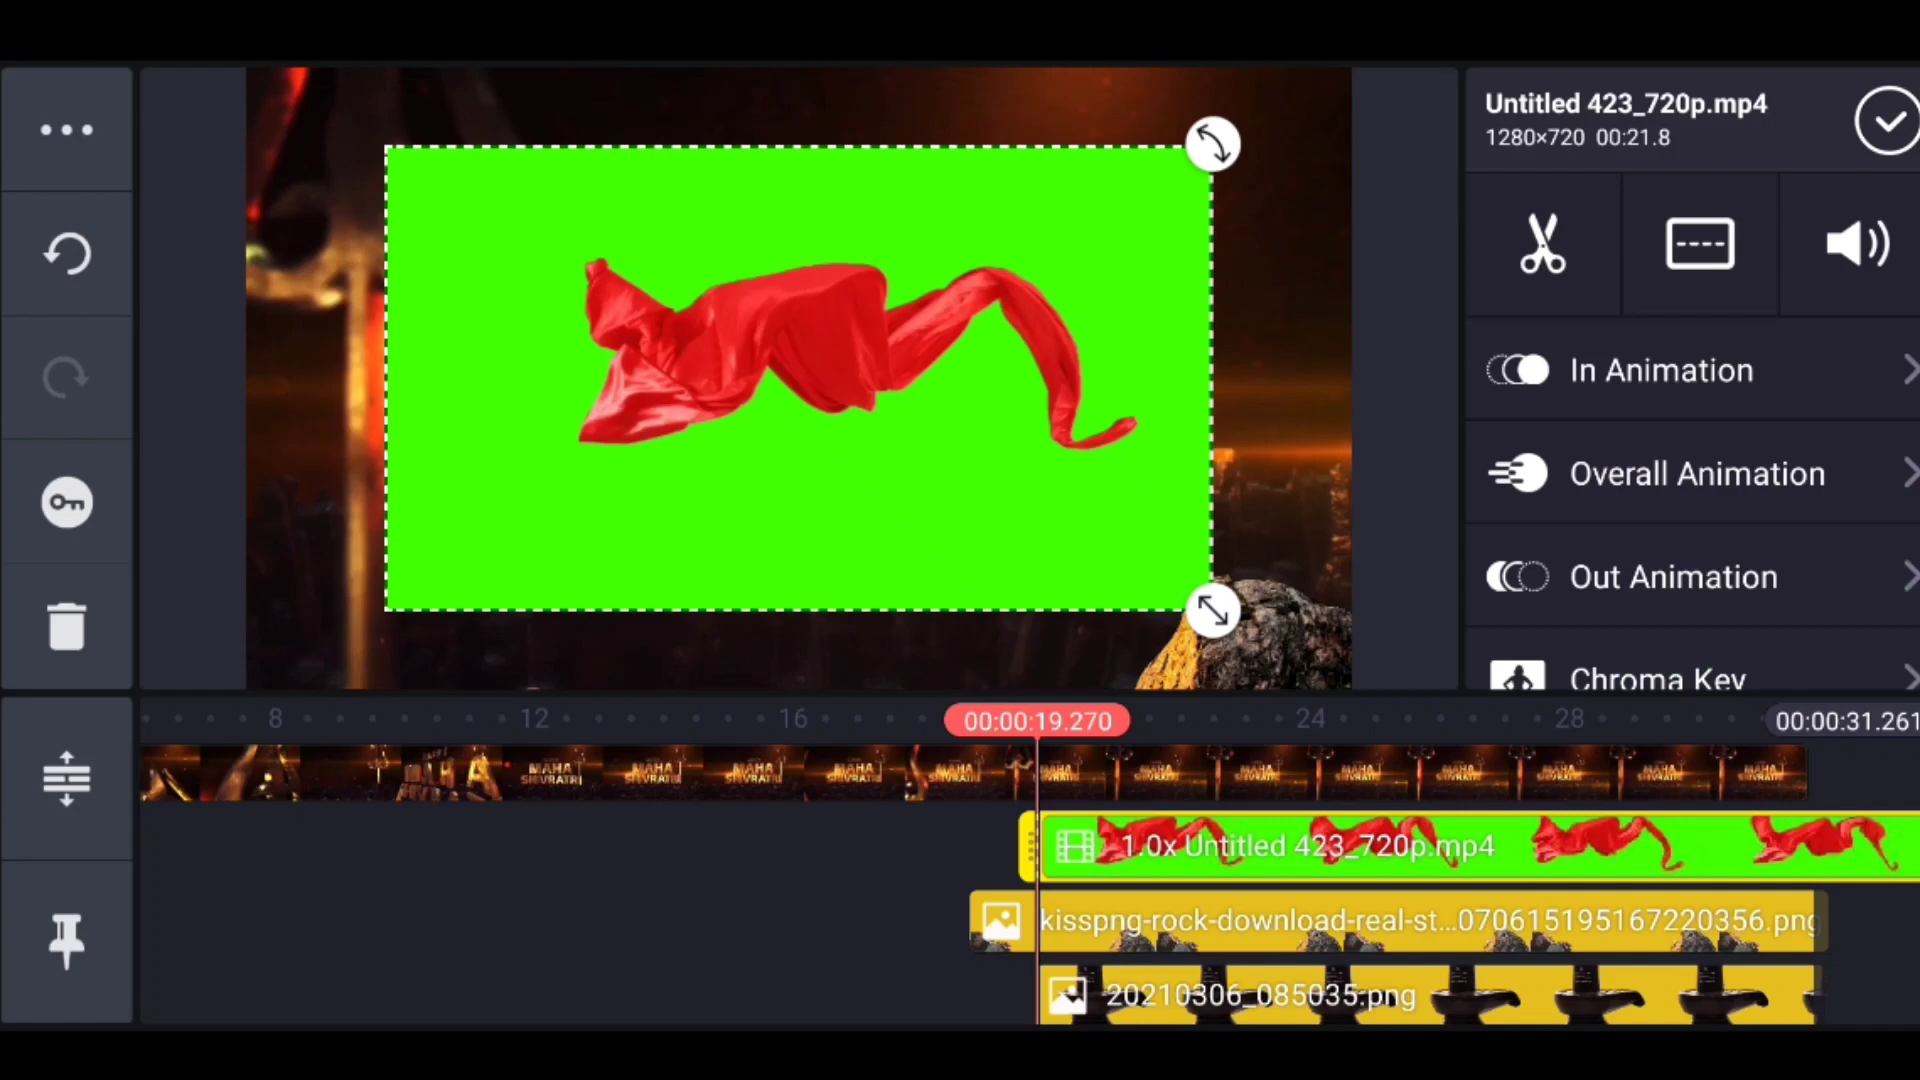 Untitled 423_720p.mp4
1280×720 00:21.8
In Animation
Overall Animation
Out Animation
Chroma Key
8 12 16 00:00:19.270 24 28 00:00:31.261
MAHA SHIVRATRI
1.0x Untitled 423_720p.mp4
kisspng-rock-download-real-st...070615195167220356.png
20210306_085035.png